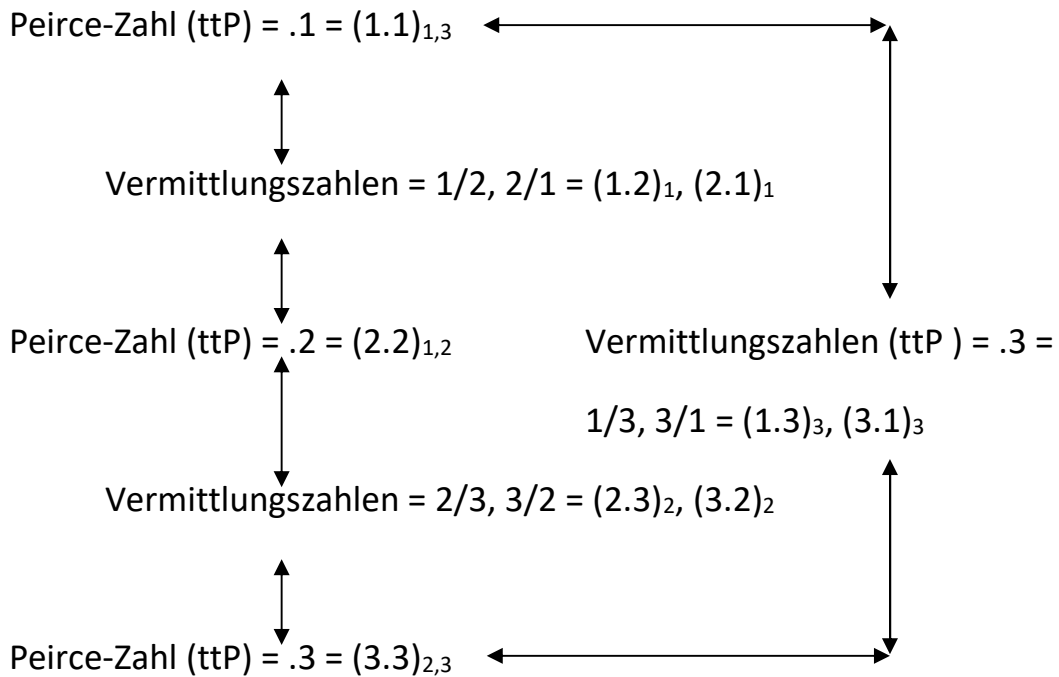 Peirce-Zahl (ttP) = .1 = (1.1)₁,₃
Vermittlungszahlen = 1/2, 2/1 = (1.2)₁, (2.1)₁
Peirce-Zahl (ttP) = .2 = (2.2)₁,₂
Vermittlungszahlen (ttP ) = .3 =
1/3, 3/1 = (1.3)₃, (3.1)₃
Vermittlungszahlen = 2/3, 3/2 = (2.3)₂, (3.2)₂
Peirce-Zahl (ttP) = .3 = (3.3)₂,₃